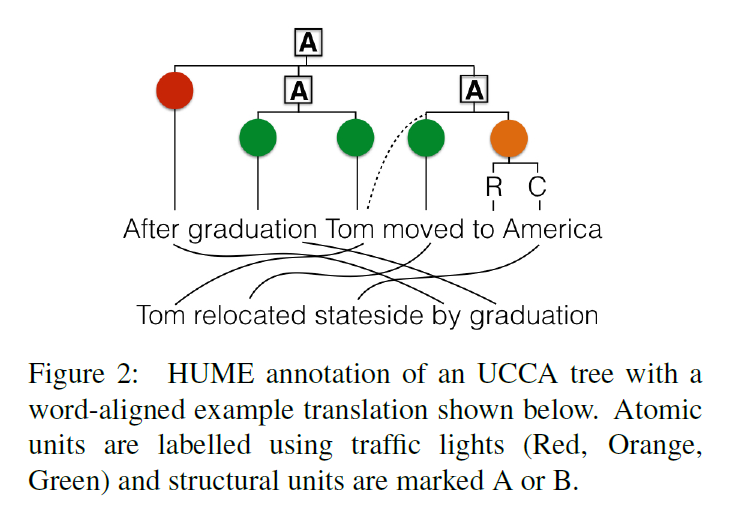 A
A A
R C
After graduation Tom moved to America
Tom relocated stateside by graduation
Figure 2: HUME annotation of an UCCA tree with a
word-aligned example translation shown below. Atomic
units are labelled using traffic lights (Red, Orange,
Green) and structural units are marked A or B.